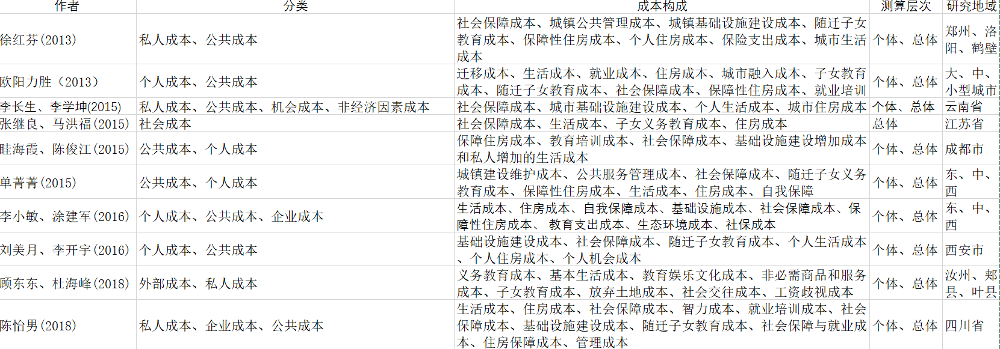 作者 分类 成本构成 测算层次 研究地域
徐红芬(2013) 私人成本、公共成本 社会保障成本、城镇公共管理成本、城镇基础设施建设成本、随迁子女
教育成本、保障性住房成本、个人住房成本、保险支出成本、城市生活
成本 个体、总体 郑州、洛
阳、鹤壁
欧阳力胜（2013） 个人成本、公共成本 迁移成本、生活成本、就业成本、住房成本、城市融入成本、子女教育
成本、随迁子女教育成本、社会保障成本、保障性住房成本、就业培训 个体、总体 大、中、
小型城市
李长生、李学坤(2015) 私人成本、公共成本、机会成本、非经济因素成本 社会保障成本、城市基础设施建设成本、个人生活成本、城市住房成本 个体、总体 云南省
张继良、马洪福(2015) 社会成本 社会保障成本、生活成本、子女义务教育成本、住房成本 总体 江苏省
眭海霞、陈俊江(2015) 公共成本、个人成本 保障住房成本、教育培训成本、社会保障成本、基础设施建设增加成本
和私人增加的生活成本 个体、总体 成都市
单菁菁(2015) 公共成本、个人成本 城镇建设维护成本、公共服务管理成本、社会保障成本、随迁子女义务
教育成本、保障性住房成本、生活成本、住房成本、自我保障 个体、总体 东、中、
西
李小敏、涂建军(2016) 个人成本、公共成本、企业成本 生活成本、住房成本、自我保障成本、基础设施成本、社会保障成本、保
障性住房成本、 教育支出成本、生态环境成本、社保成本 个体、总体 东、中、
西
刘美月、李开宇(2016) 个人成本、公共成本 基础设施建设成本、社会保障成本、随迁子女教育成本、个人生活成本
、个人住房成本、个人机会成本 个体、总体 西安市
顾东东、杜海峰(2018) 外部成本、私人成本 义务教育成本、基本生活成本、教育娱乐文化成本、非必需商品和服务
成本、子女教育成本、放弃土地成本、社会交往成本、工资歧视成本 个体、总体 汝州、郏
县、叶县
陈怡男(2018) 私人成本、企业成本、公共成本 生活成本、住房成本、社会保障成本、智力成本、就业培训成本、社会
保障成本、基础设施建设成本、随迁子女教育成本、社会保障与就业成
本、住房保障成本、管理成本 个体、总体 四川省